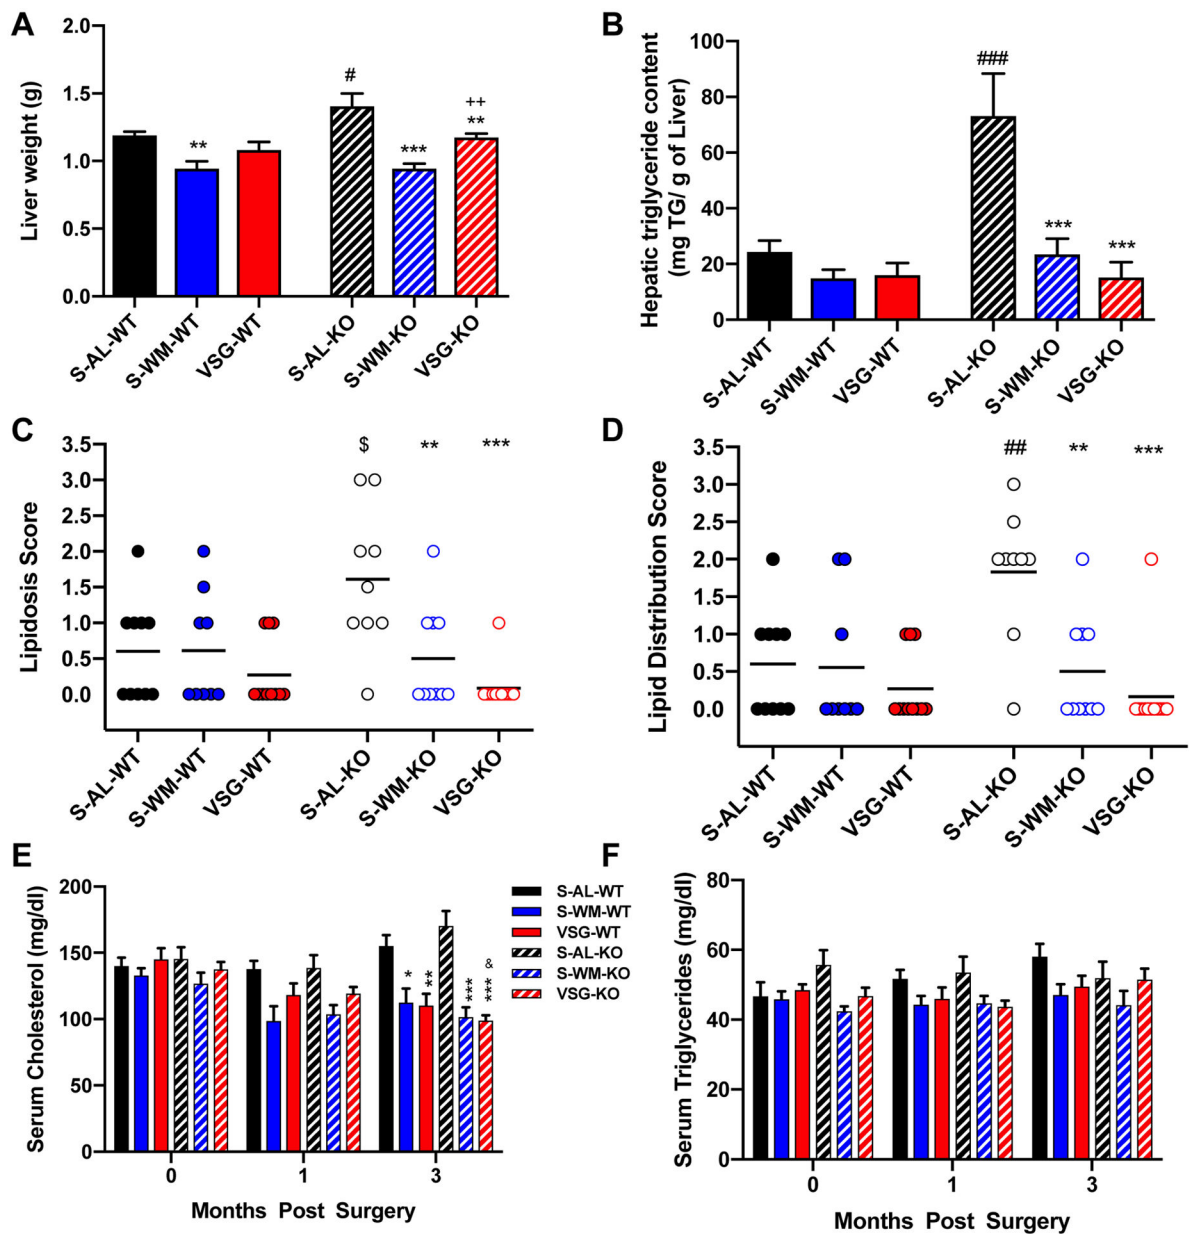 A
Liver weight (g)
2.0
1.5
1.0
0.5
0.0
**
#
***
++
**
S-AL-WT
S-WM-WT
VSG-WT
S-AL-KO
S-WM-KO
VSG-KO
B
Hepatic triglyceride content
(mg TG/ g of Liver)
100
80
60
40
20
0
###
***
***
S-AL-WT
S-WM-WT
VSG-WT
S-AL-KO
S-WM-KO
VSG-KO
C
Lipidosis Score
3.5
3.0
2.5
2.0
1.5
1.0
0.5
0.0
$
**
***
S-AL-WT
S-WM-WT
VSG-WT
S-AL-KO
S-WM-KO
VSG-KO
D
Lipid Distribution Score
3.5
3.0
2.5
2.0
1.5
1.0
0.5
0.0
##
**
***
S-AL-WT
S-WM-WT
VSG-WT
S-AL-KO
S-WM-KO
VSG-KO
E
Serum Cholesterol (mg/dl)
200
150
100
50
0
*
**
***
*** &
0
1
3
Months Post Surgery
S-AL-WT
S-WM-WT
VSG-WT
S-AL-KO
S-WM-KO
VSG-KO
F
Serum Triglycerides (mg/dl)
80
60
40
20
0
0
1
3
Months Post Surgery